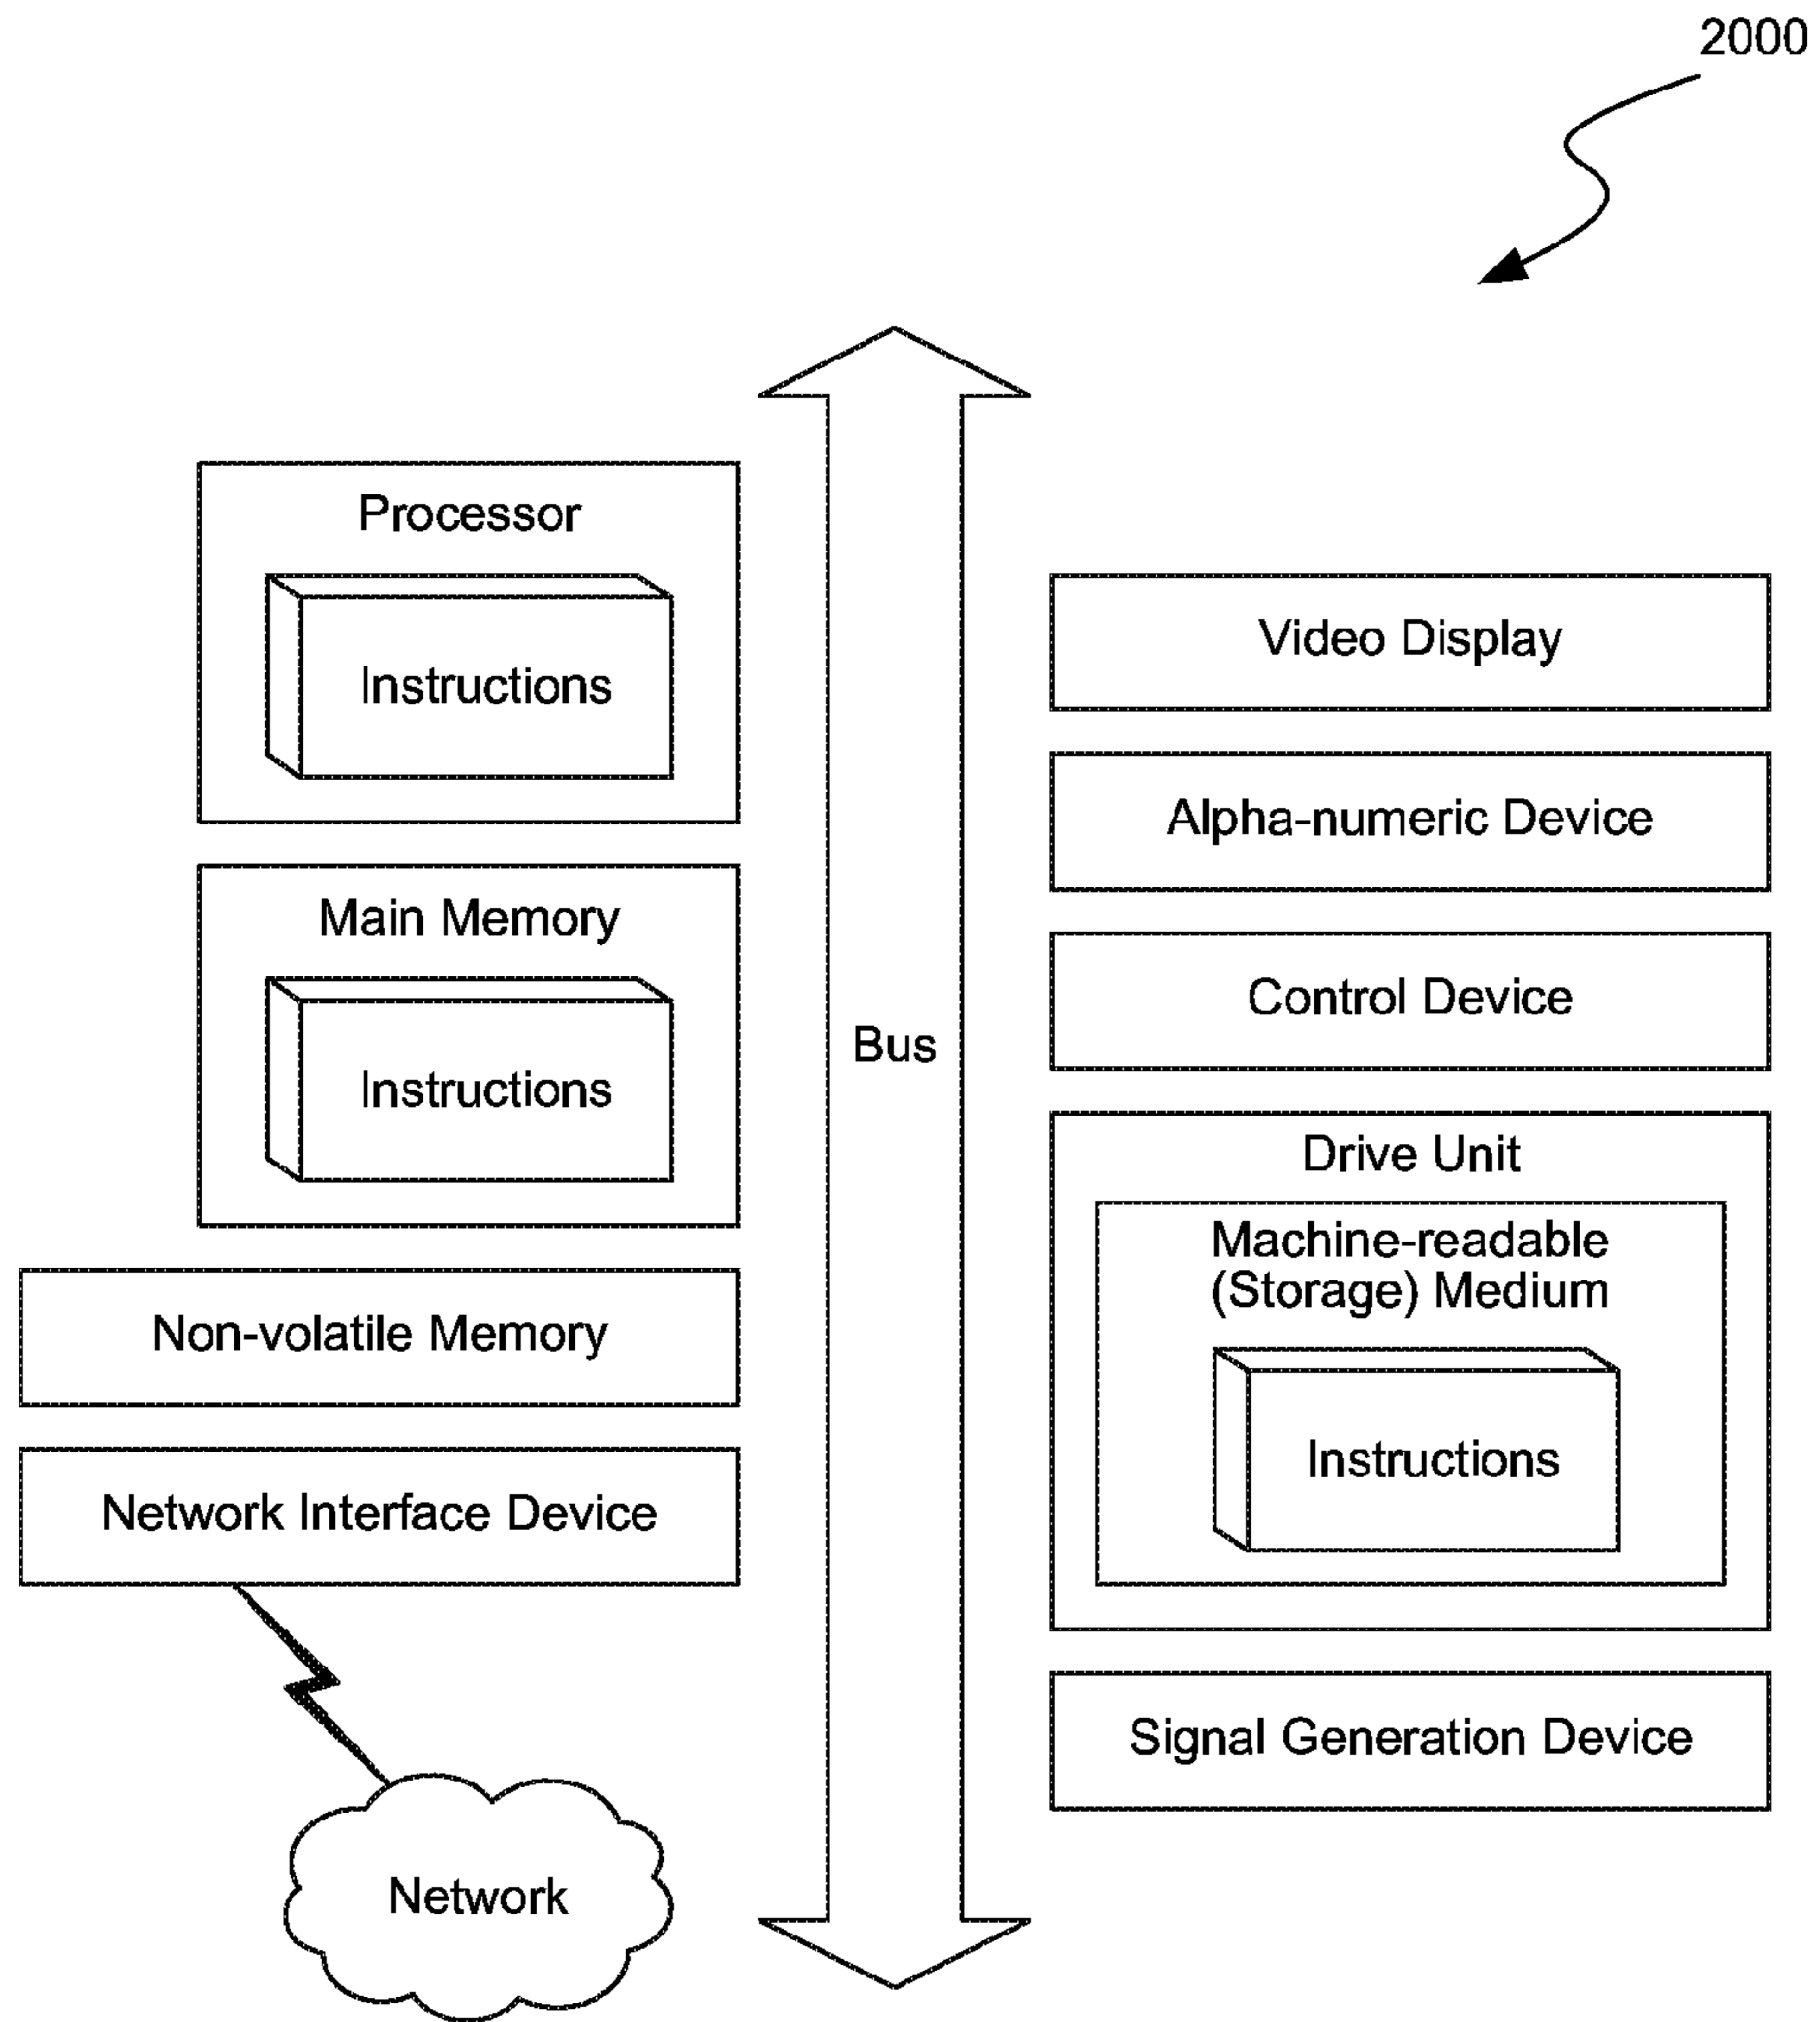 2000
Processor
Instructions
Main Memory
Instructions
Non-volatile Memory
Network Interface Device
Network
Bus
Video Display
Alpha-numeric Device
Control Device
Drive Unit
Machine-readable
(Storage) Medium
Instructions
Signal Generation Device